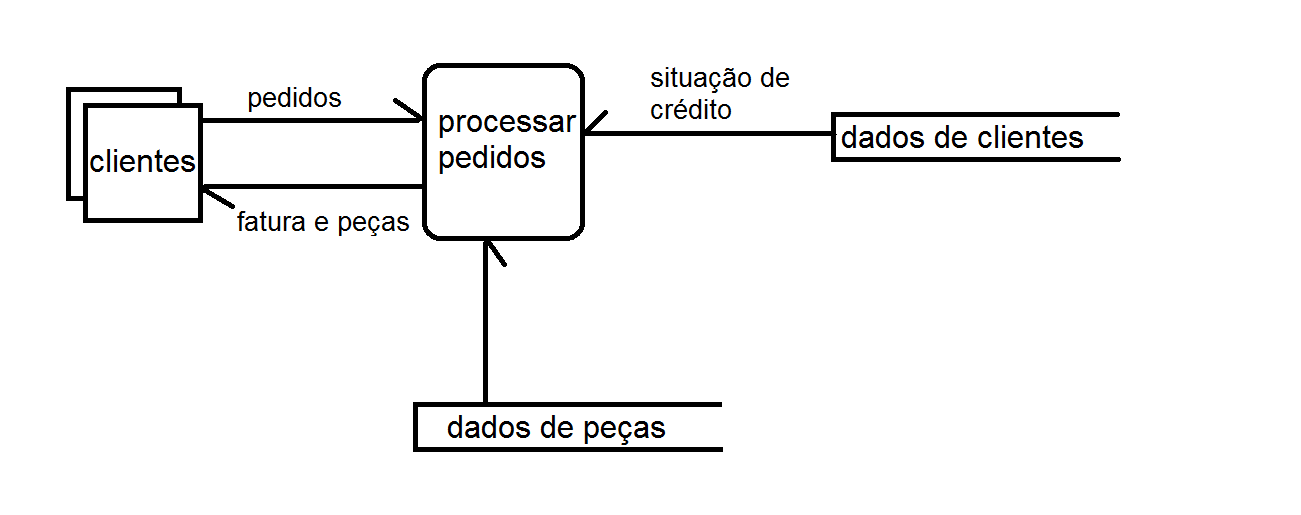 situação de
crédito
pedidos
processar
pedidos
dados de clientes
clientes
fatura e peças
dados de peças